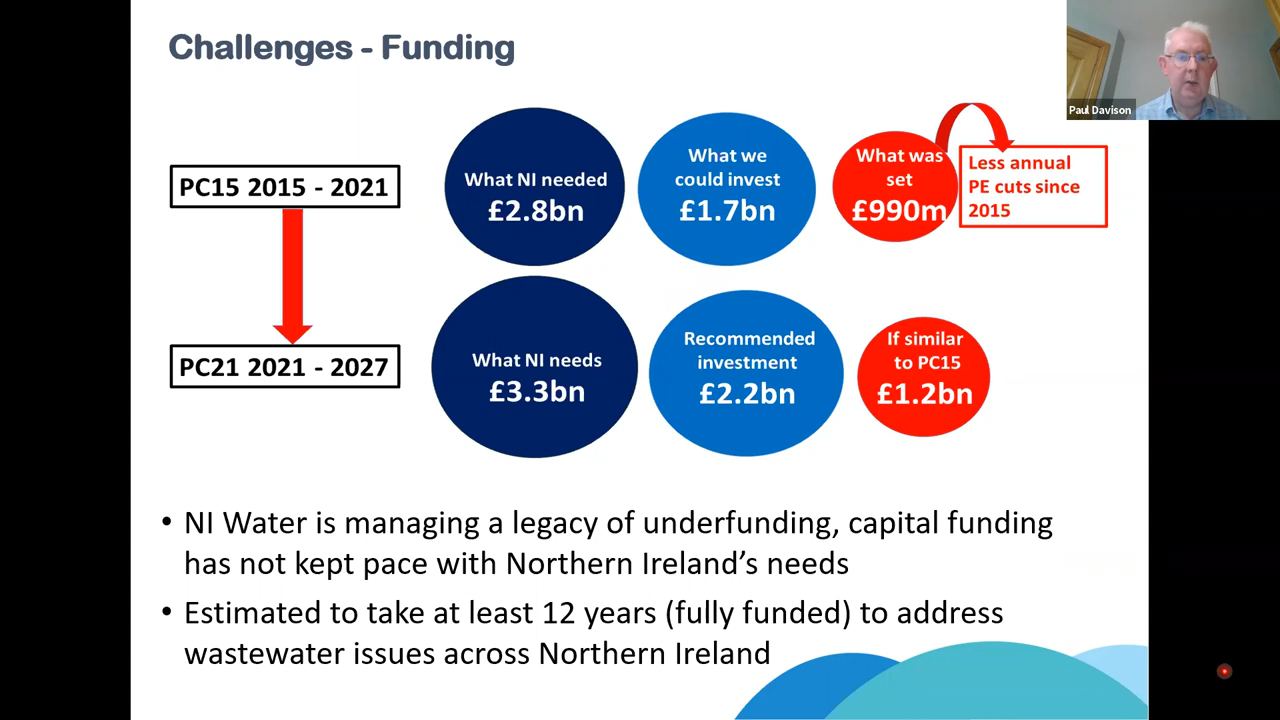 Challenges - Funding
Paul Davison
PC15 2015 - 2021
What NI needed
£2.8bn
What we
could invest
£1.7bn
What was
set
£990m
Less annual
PE cuts since
2015
PC21 2021 - 2027
What NI needs
£3.3bn
Recommended
investment
£2.2bn
If similar
to PC15
£1.2bn
• NI Water is managing a legacy of underfunding, capital funding
has not kept pace with Northern Ireland’s needs
• Estimated to take at least 12 years (fully funded) to address
wastewater issues across Northern Ireland